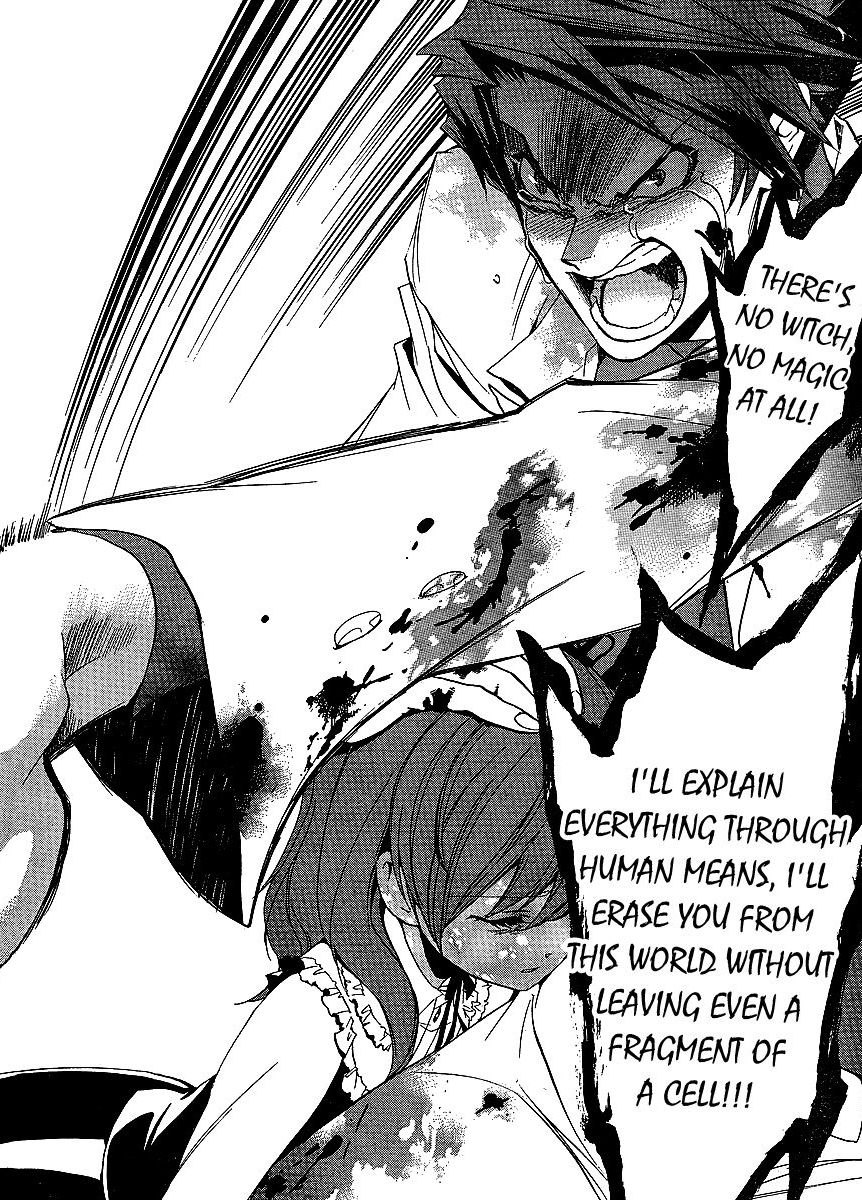 THERE'S
NO WITCH,
NO MAGIC
AT ALL!
I'LL EXPLAIN
EVERYTHING THROUGH
HUMAN MEANS, I'LL
ERASE YOU FROM
THIS WORLD WITHOUT
LEAVING EVEN A
FRAGMENT OF
A CELL!!!